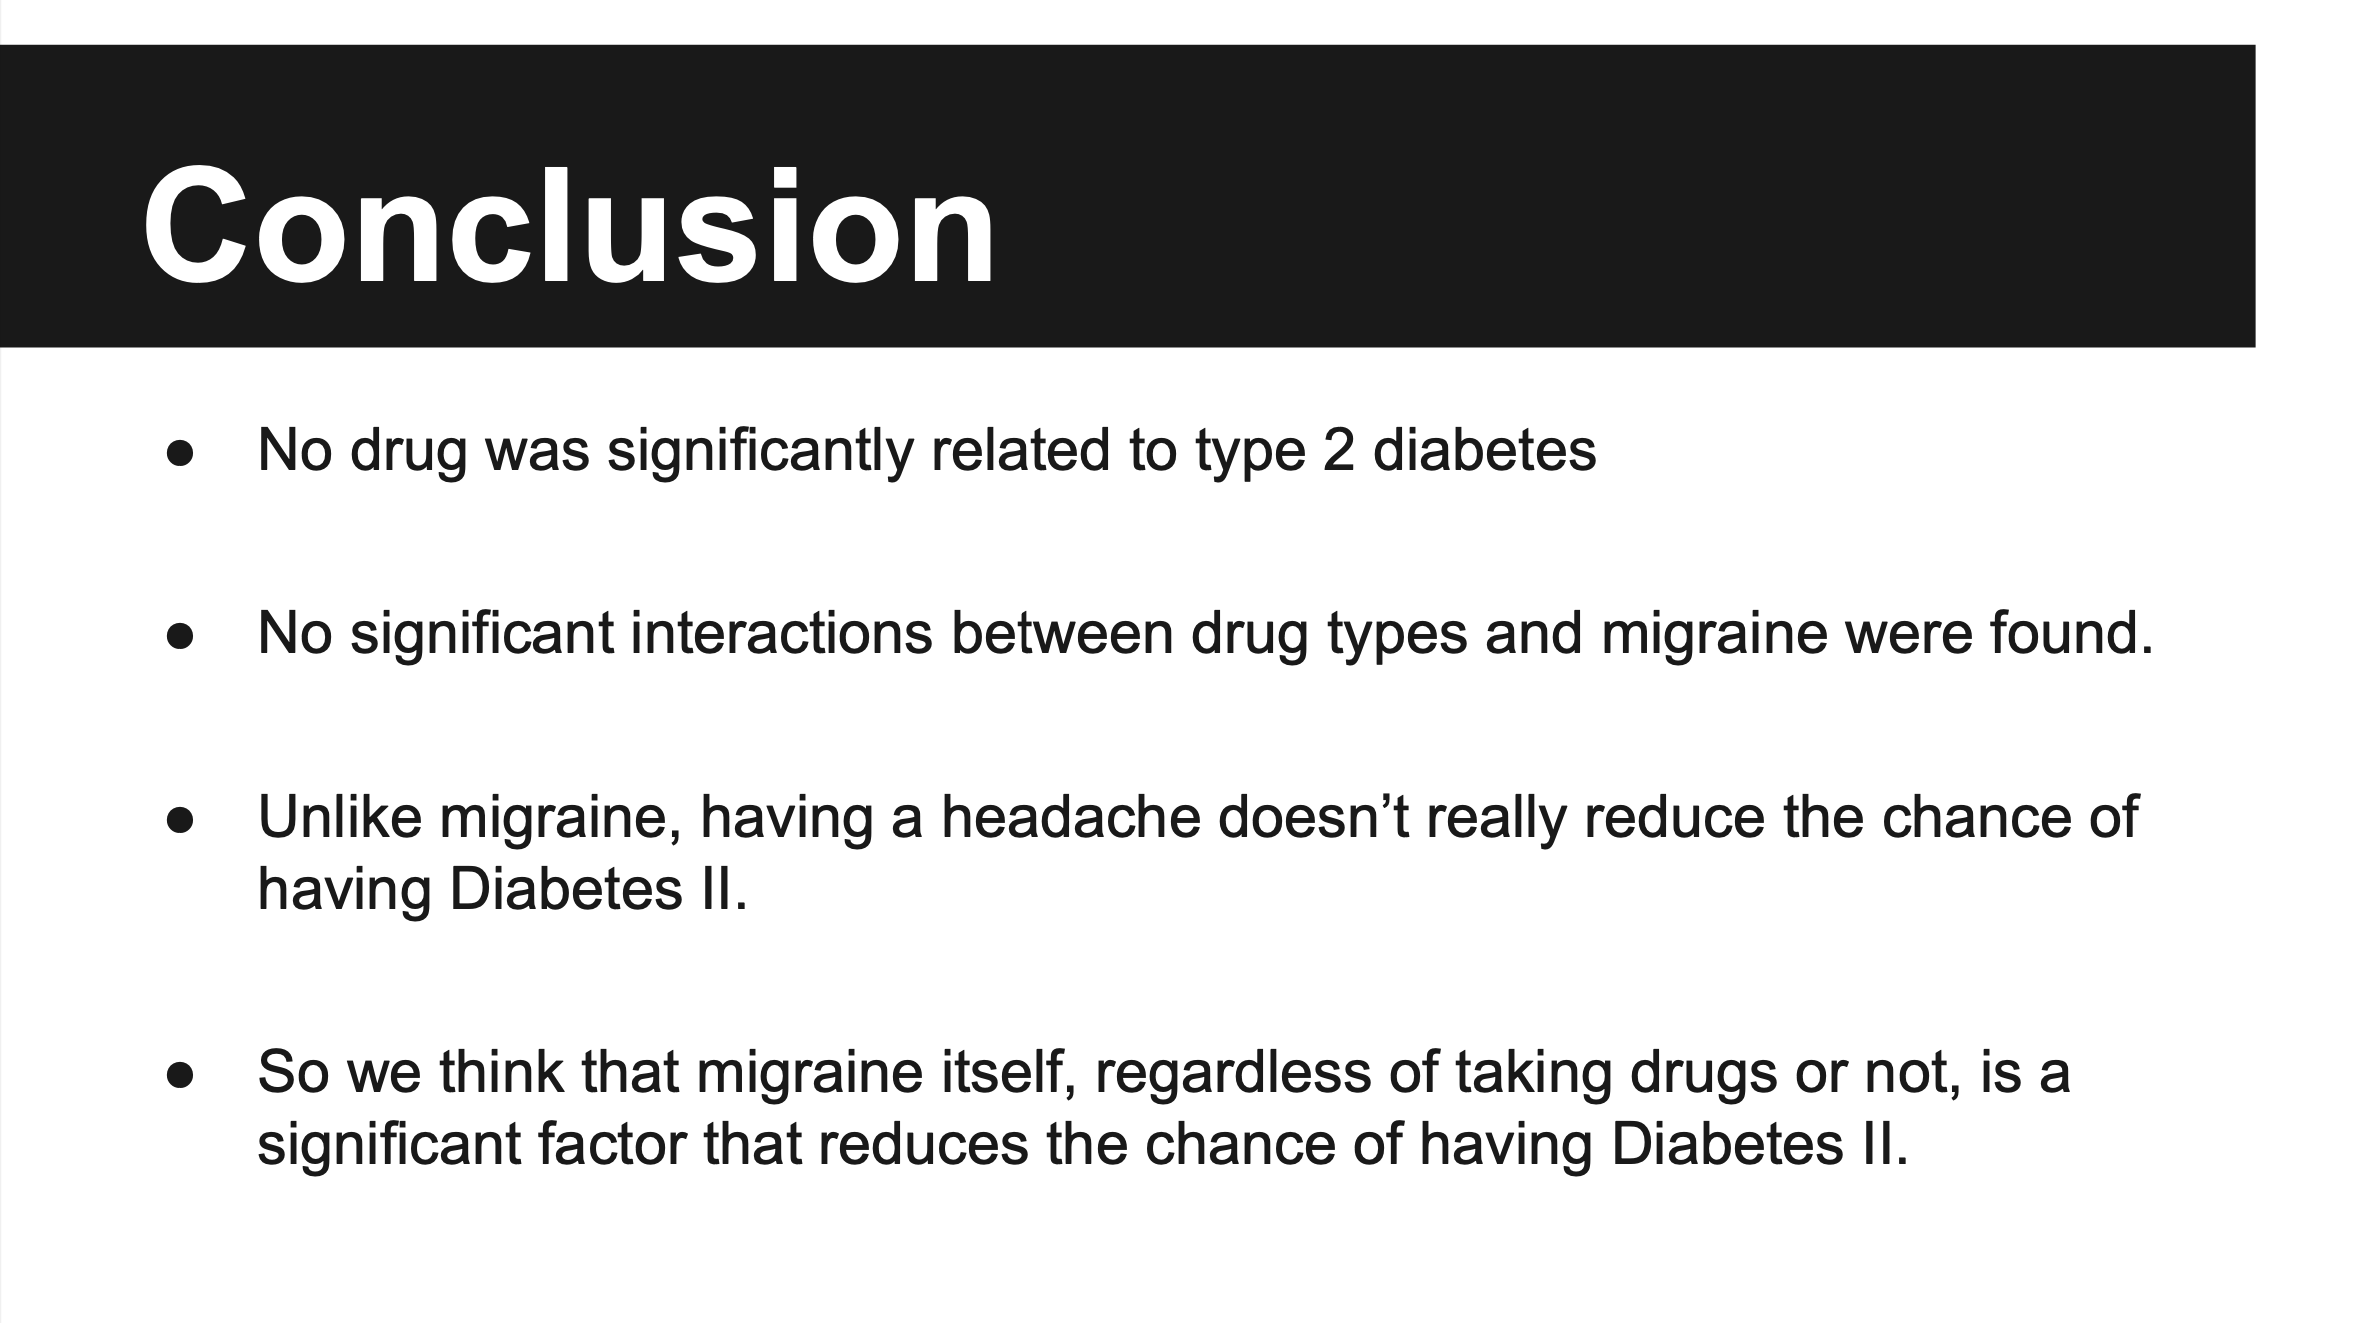 Conclusion
● No drug was significantly related to type 2 diabetes
● No significant interactions between drug types and migraine were found.
● Unlike migraine, having a headache doesn’t really reduce the chance of
having Diabetes II.
● So we think that migraine itself, regardless of taking drugs or not, is a
significant factor that reduces the chance of having Diabetes II.